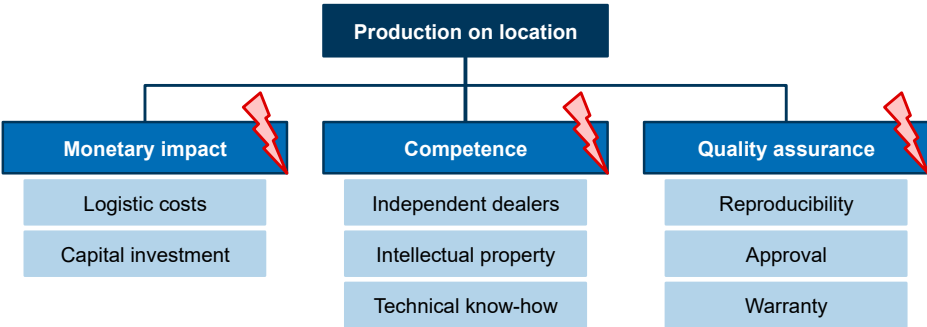 Production on location
Monetary impact
Logistic costs
Capital investment
Competence
Independent dealers
Intellectual property
Technical know-how
Quality assurance
Reproducibility
Approval
Warranty